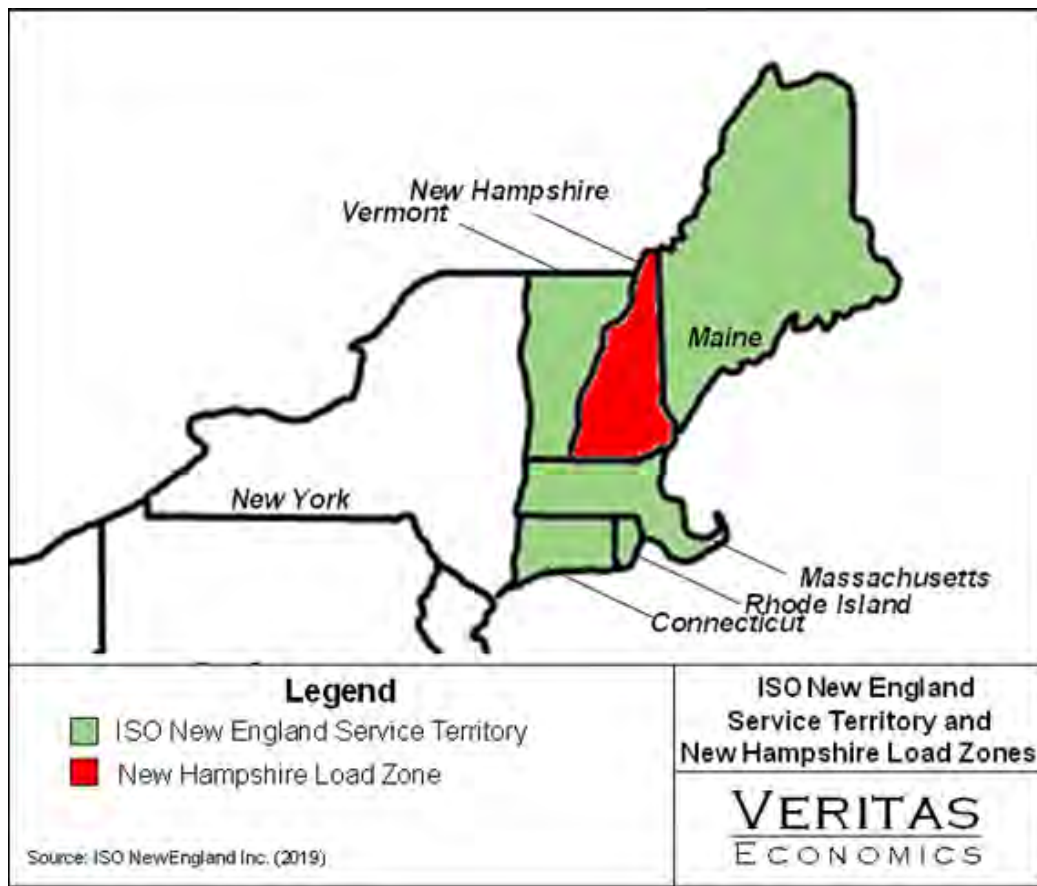 New Hampshire
Vermont
Maine
New York
Massachusetts
Rhode Island
Connecticut
Legend
ISO New England Service Territory
New Hampshire Load Zone
Source: ISO NewEngland Inc. (2019)
ISO New England
Service Territory and
New Hampshire Load Zones
VERITAS
ECONOMICS